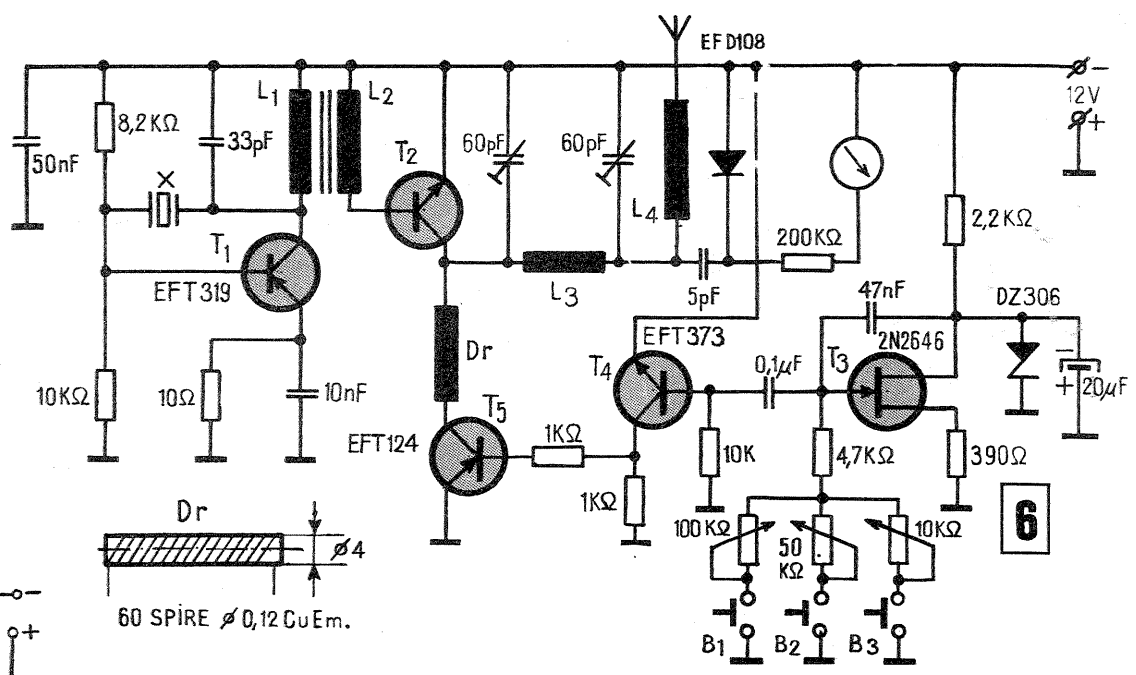 EFD108
-
12V
+
L1
L2
8,2KΩ
33pF
50nF
X
T2
60pF
60pF
L4
T1
2,2KΩ
200KΩ
EFT319
L3
5pF
47nF
DZ306
EFT373
2N2646
Dr
T4
0,1µF
T3
-
+
20µF
10KΩ
10Ω
10nF
T5
EFT124
1KΩ
10K
4,7KΩ
390Ω
1KΩ
Dr
100KΩ
50
KΩ
10KΩ
6
ø4
-
60 SPIRE ø 0,12 CuEm.
+
B1
B2
B3